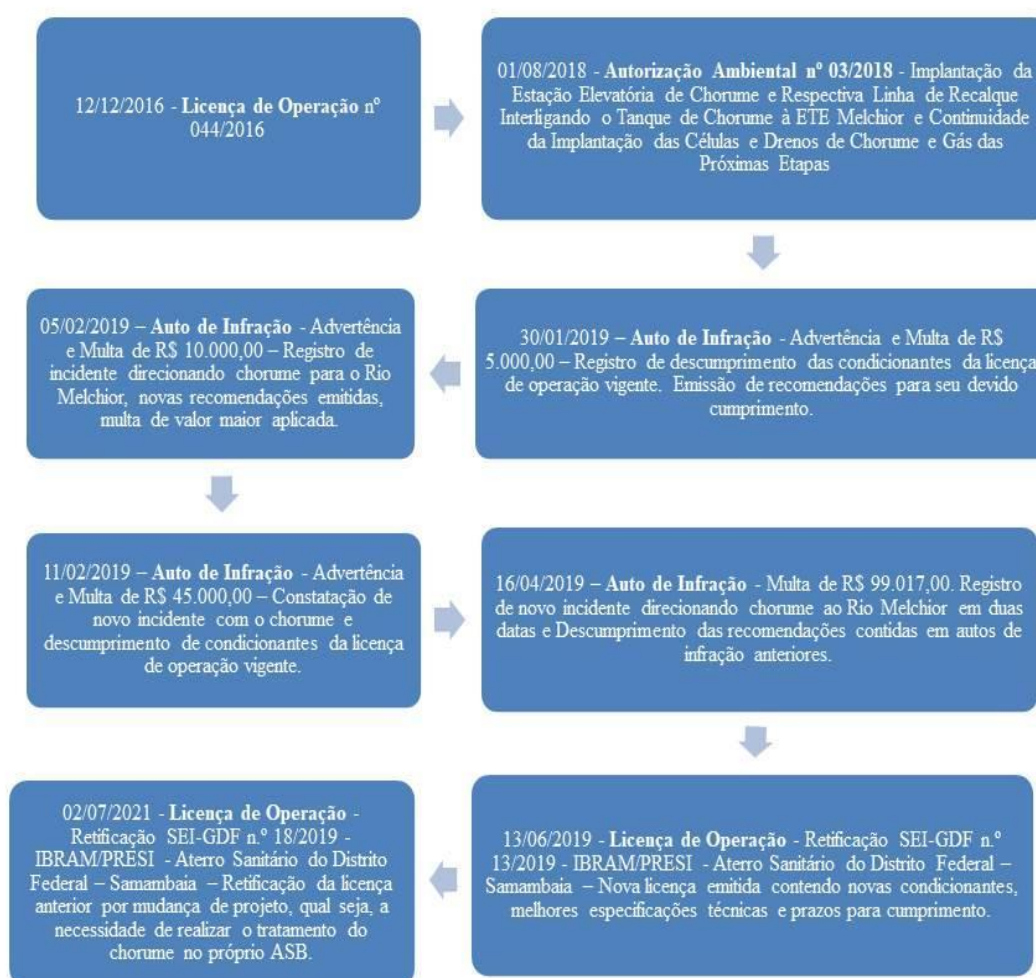 12/12/2016 - Licença de Operação nº
044/2016
01/08/2018 - Autorização Ambiental nº 03/2018 - Implantação da
Estação Elevatória de Chorume e Respectiva Linha de Recalque
Interligando o Tanque de Chorume à ETE Melchior e Continuidade
da Implantação das Células e Drenos de Chorume e Gás das
Próximas Etapas
30/01/2019 – Auto de Infração - Advertência e Multa de R$
5.000,00 – Registro de descumprimento das condicionantes da licença
de operação vigente. Emissão de recomendações para seu devido
cumprimento.
05/02/2019 – Auto de Infração - Advertência
e Multa de R$ 10.000,00 – Registro de
incidente direcionando chorume para o Rio
Melchior, novas recomendações emitidas,
multa de valor maior aplicada.
11/02/2019 – Auto de Infração - Advertência
e Multa de R$ 45.000,00 – Constatação de
novo incidente com o chorume e
descumprimento de condicionantes da licença
de operação vigente.
16/04/2019 – Auto de Infração - Multa de R$ 99.017,00. Registro
de novo incidente direcionando chorume ao Rio Melchior em duas
datas e Descumprimento das recomendações contidas em autos de
infração anteriores.
13/06/2019 - Licença de Operação - Retificação SEI-GDF n.º
13/2019 - IBRAM/PRESI - Aterro Sanitário do Distrito Federal –
Samambaia – Nova licença emitida contendo novas condicionantes,
melhores especificações técnicas e prazos para cumprimento.
02/07/2021 - Licença de Operação -
Retificação SEI-GDF n.º 18/2019 -
IBRAM/PRESI - Aterro Sanitário do Distrito
Federal – Samambaia – Retificação da licença
anterior por mudança de projeto, qual seja, a
necessidade de realizar o tratamento do
chorume no próprio ASB.